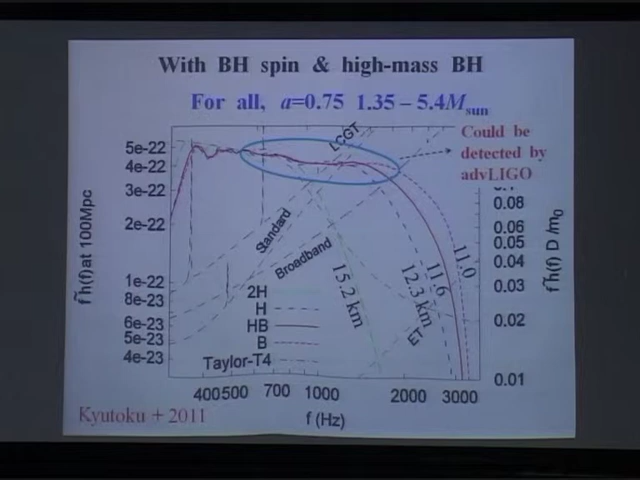 With BH spin & high-mass BH
For all, a=0.75 1.35 – 5.4Msun
Could be
detected by
advLIGO
LCGT
5e-22
4e-22
3e-22
2e-22
1e-22
8e-23
6e-23
5e-23
4e-23
f h̃(f) at 100Mpc
0.08
0.06
0.05
0.04
0.03
0.02
0.01
f h̃(f) D /m0
Standard
Broadband
15.2 km
12.3 km
11.6
11.0
ET
2H
H
HB
B
Taylor-T4
400 500 700 1000 2000 3000
f (Hz)
Kyutoku + 2011